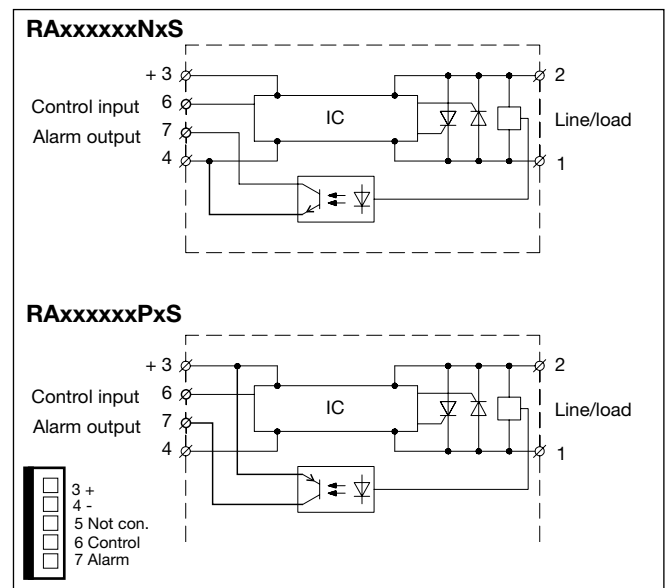 RAxxxxxxNxS
+ 3
2
Control input 6
IC
Line/load
Alarm output 7
4
1
RAxxxxxxPxS
+ 3
2
Control input 6
IC
Line/load
Alarm output 7
4
1
3 +
4 -
5 Not con.
6 Control
7 Alarm